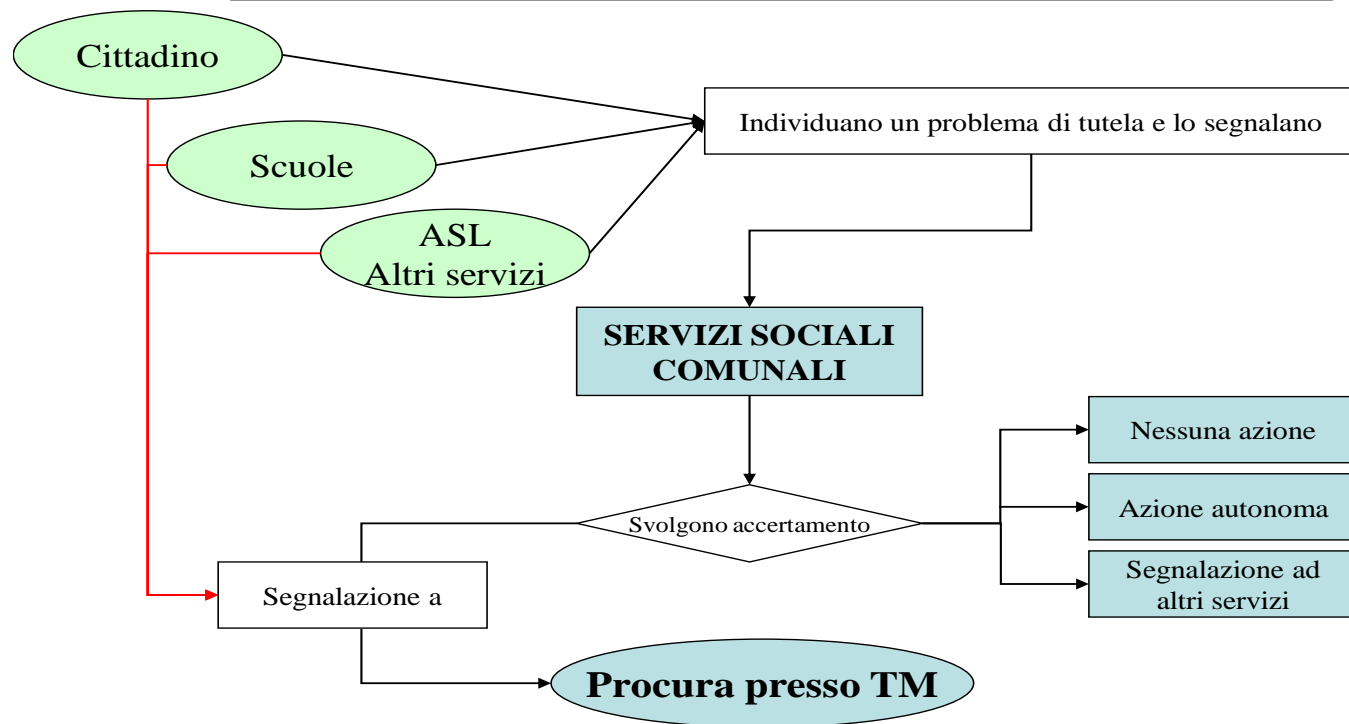 Cittadino
Individuano un problema di tutela e lo segnalano
Scuole
ASL
Altri servizi
SERVIZI SOCIALI
COMUNALI
Nessuna azione
Azione autonoma
Svolgono accertamento
Segnalazione ad
altri servizi
Segnalazione a
Procura presso TM